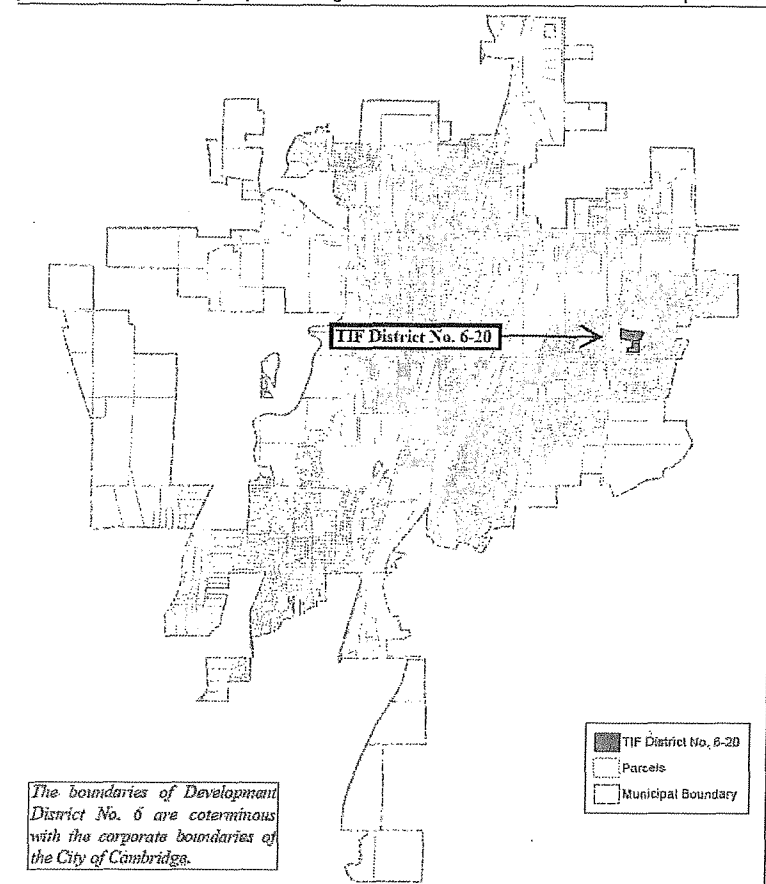 TIF District No. 6-20
TIF District No. 6-20
Parcels
Municipal Boundary
The boundaries of Development
District No. 6 are coterminous
with the corporate boundaries of
the City of Cambridge.